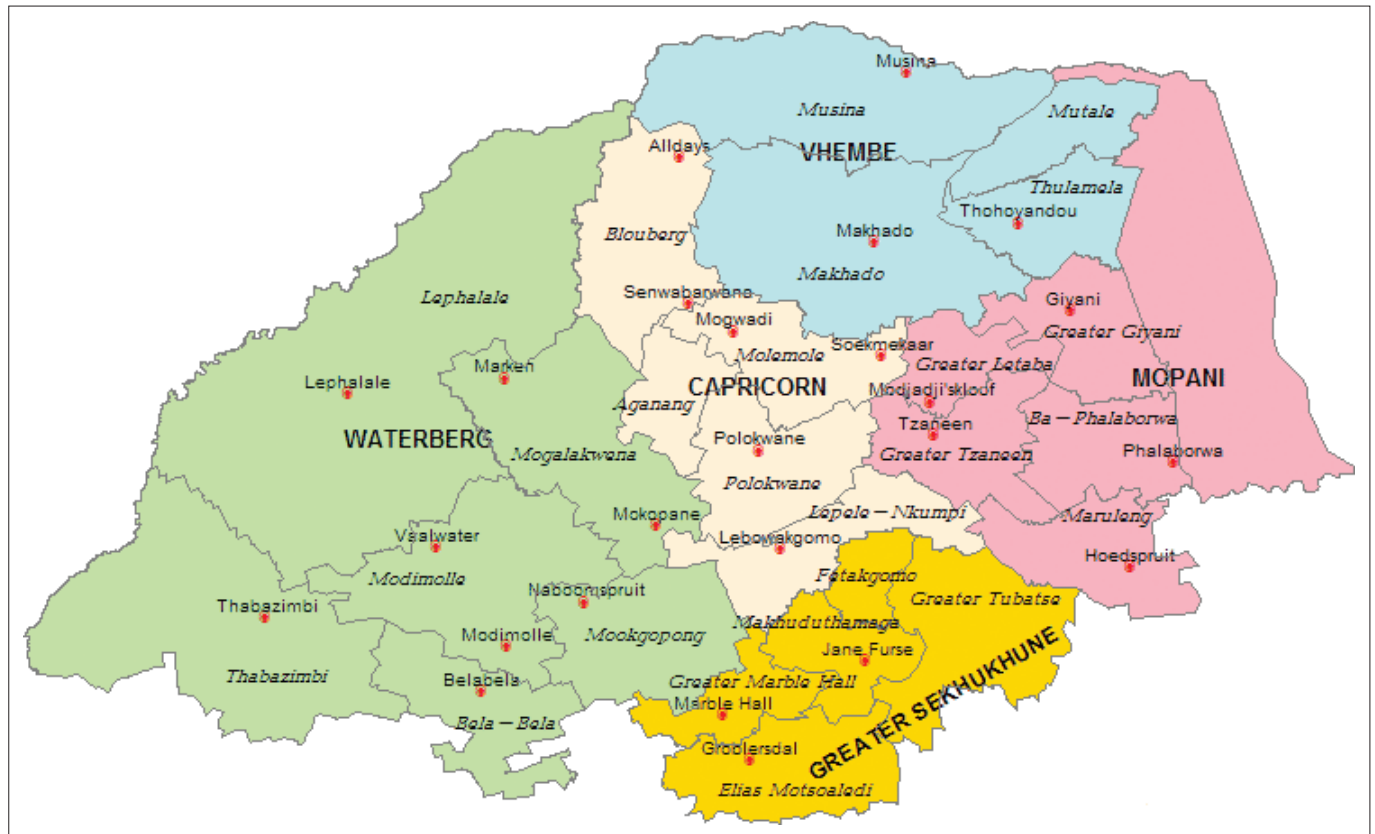 Musina
Musina
Mutale
Alldays
VHEMBE
Thulamela
Thohoyandou
Blouberg
Makhado
Makhado
Lephalale
Senwabarwano
Giyani
Mogwadi
Greater Giyani
Molemole
Soekmekaar
Marken
Greater Letaba
Lephalale
CAPRICORN
MOPANI
Modjadji'skloof
Aganang
Ba-Phalaborwa
Tzaneen
WATERBERG
Polokwane
Mogalakwena
Greater Tzaneen
Phalaborwa
Polokwane
Lepele-Nkumpi
Maruleng
Mokopane
Vaalwater
Lebowakgomo
Hoedspruit
Modimolle
Fetakgomo
Naboomspruit
Greater Tubatse
Thabazimbi
Makhuduthamaga
Modimolle
Mookgopong
Jane Furse
Thabazimbi
Belabela
Greater Marble Hall
GREATER SEKHUKHUNE
Marble Hall
Bela-Bela
Groblersdal
Elias Motsoaledi